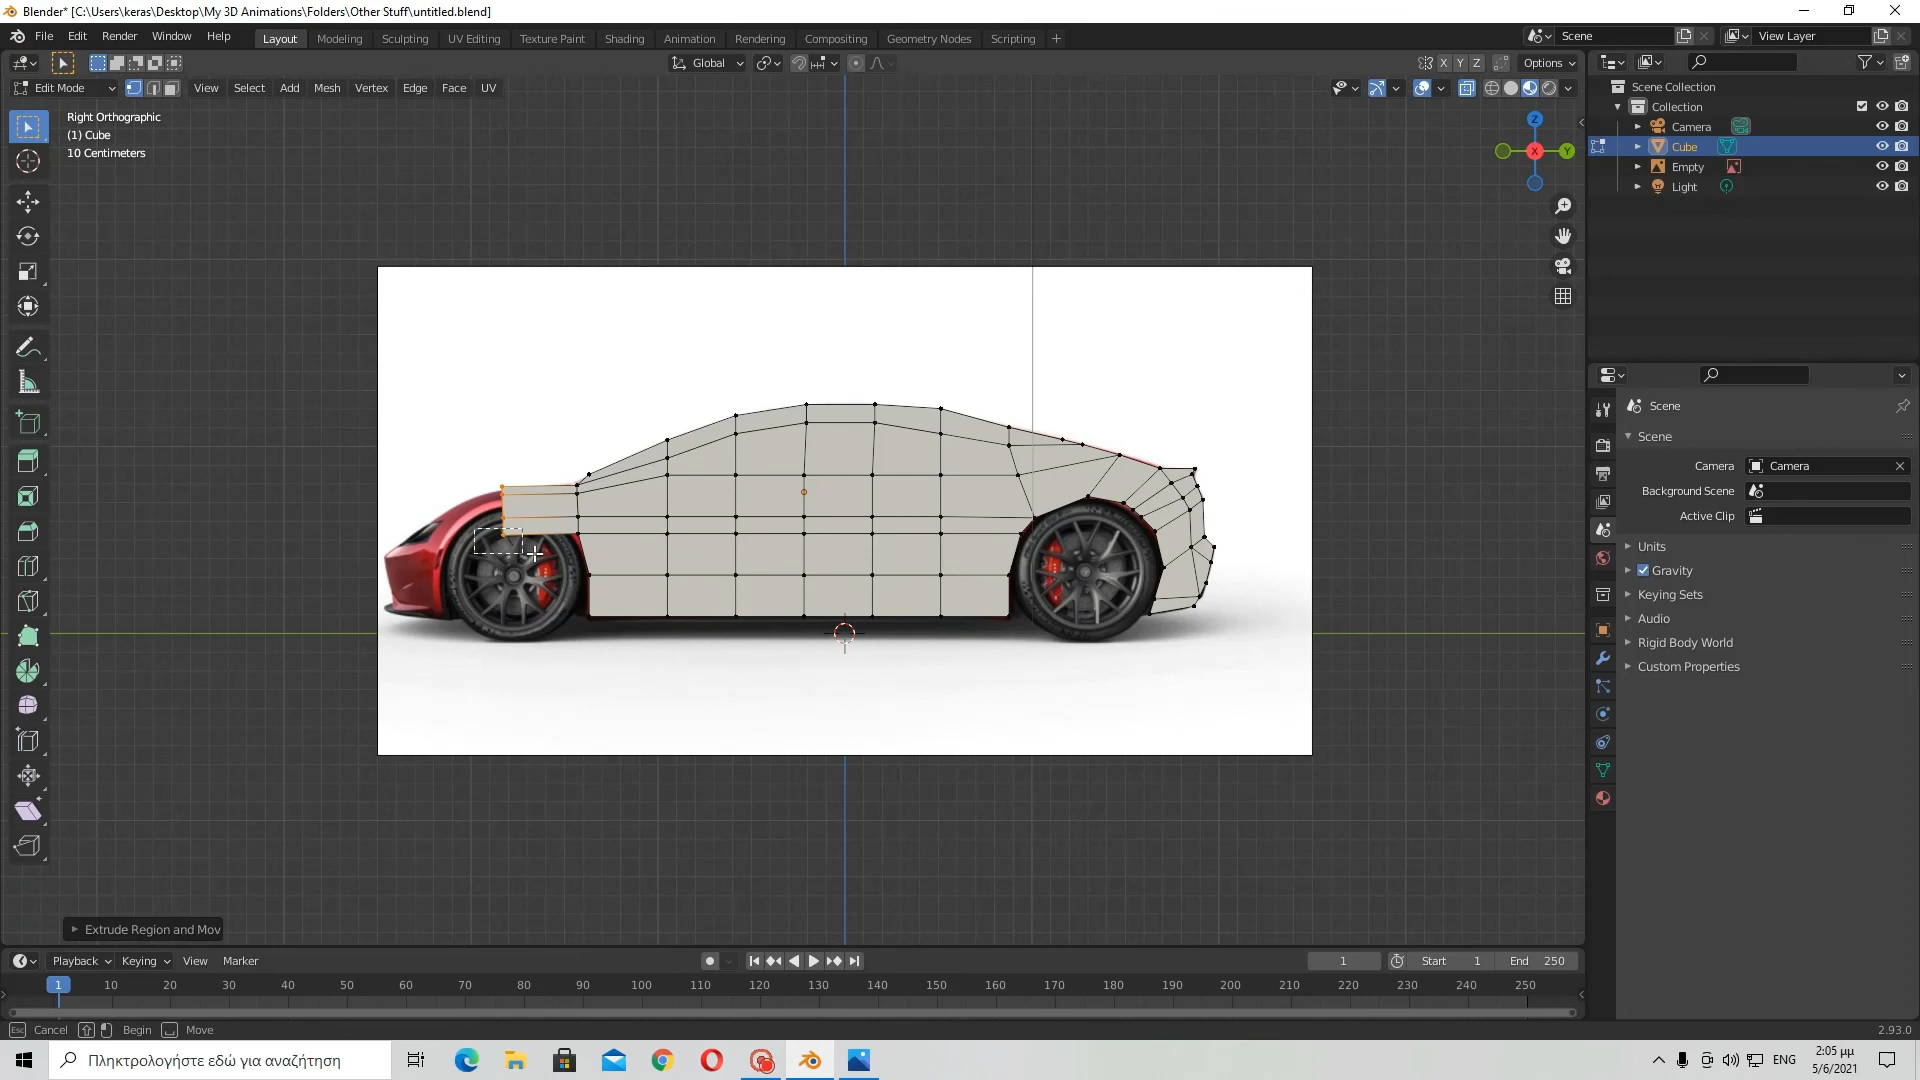 Blender* [C:\Users\keras\Desktop\My 3D Animations\Folders\Other Stuff\untitled.blend]
File Edit Render Window Help Layout Modeling Sculpting UV Editing Texture Paint Shading Animation Rendering Compositing Geometry Nodes Scripting + Scene View Layer
Global X Y Z Options
Edit Mode View Select Add Mesh Vertex Edge Face UV
Right Orthographic
(1) Cube
10 Centimeters
Z
X
Y
Scene Collection
Collection
Camera
Cube
Empty
Light
Scene
Scene
Camera Camera
Background Scene
Active Clip
Units
Gravity
Keying Sets
Audio
Rigid Body World
Custom Properties
Extrude Region and Mov
Playback Keying View Marker 1 Start 1 End 250
1 10 20 30 40 50 60 70 80 90 100 110 120 130 140 150 160 170 180 190 200 210 220 230 240 250
Esc Cancel Begin Move 2.93.0
Πληκτρολογήστε εδώ για αναζήτηση
ENG
2:05 μμ
5/6/2021